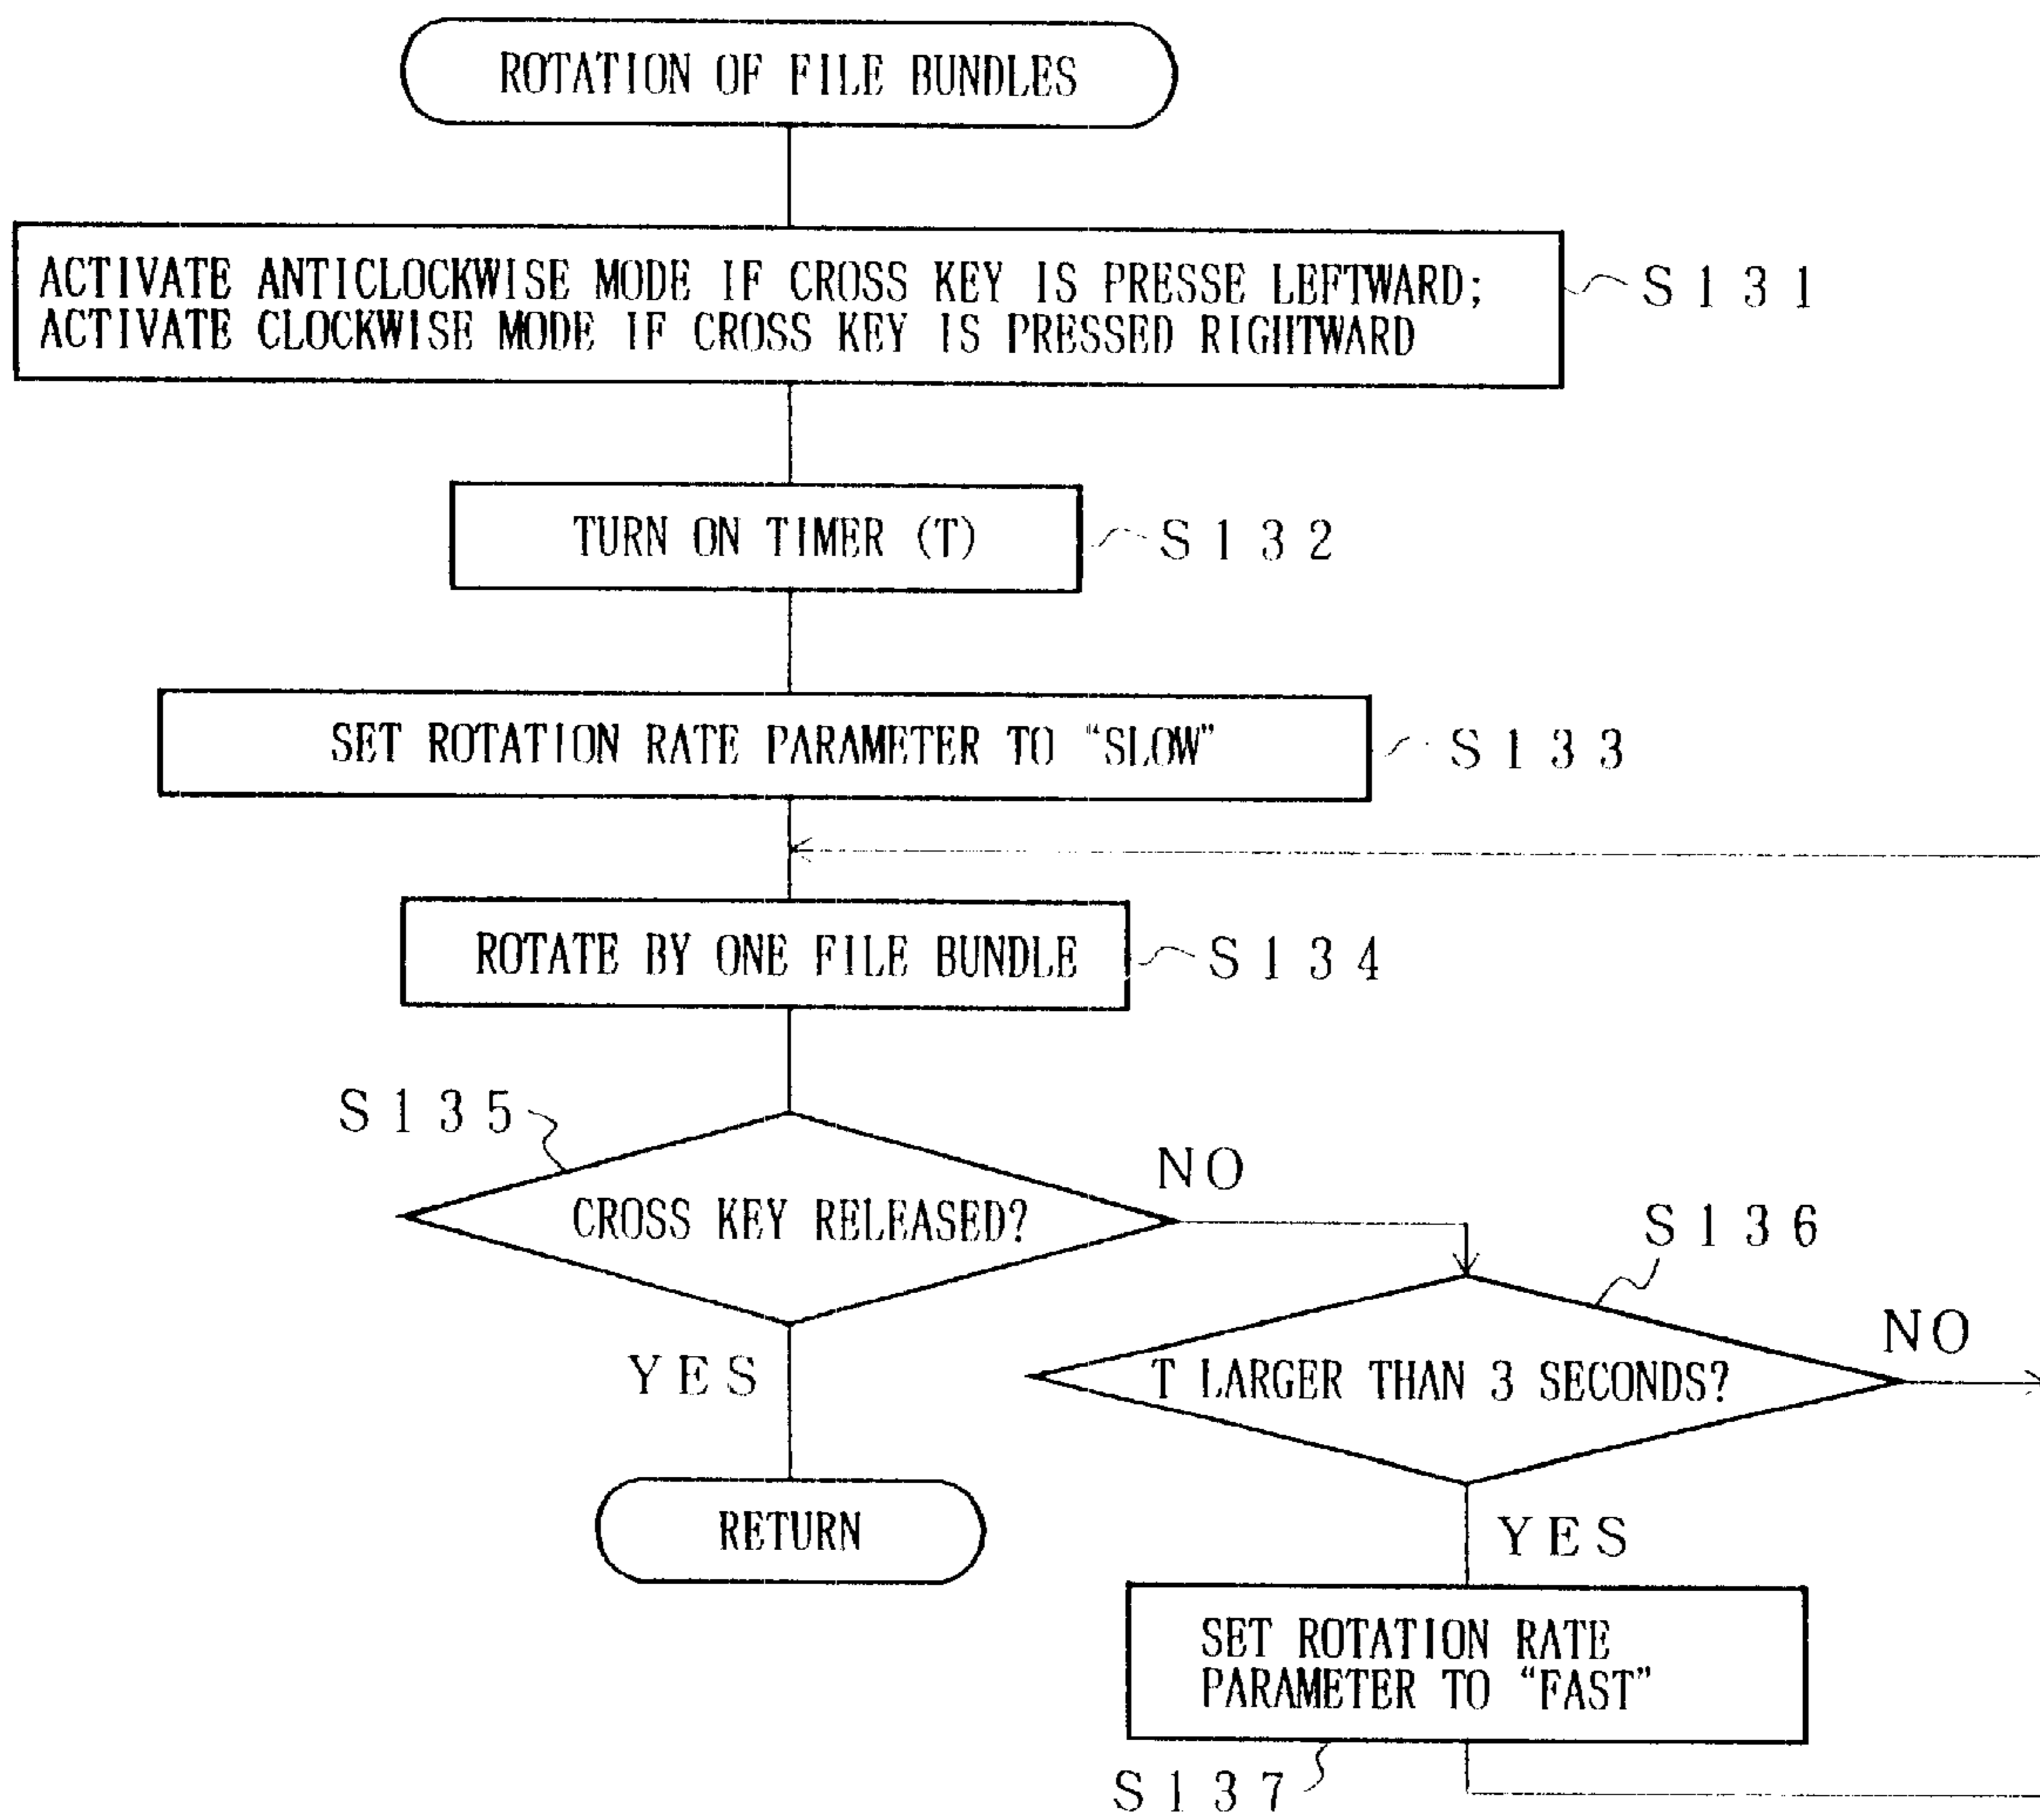 ROTATION OF FILE BUNDLES
ACTIVATE ANTICLOCKWISE MODE IF CROSS KEY IS PRESSE LEFTWARD;
ACTIVATE CLOCKWISE MODE IF CROSS KEY IS PRESSED RIGHTWARD
S131
TURN ON TIMER (T)
S132
SET ROTATION RATE PARAMETER TO “SLOW”
S133
ROTATE BY ONE FILE BUNDLE
S134
S135
CROSS KEY RELEASED?
NO
YES
RETURN
S136
T LARGER THAN 3 SECONDS?
NO
YES
SET ROTATION RATE
PARAMETER TO “FAST”
S137